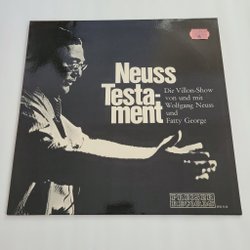 Neuss
Testa-
ment
Die Villon-Show
von und mit
Wolfgang Neuss
und
Fatty George